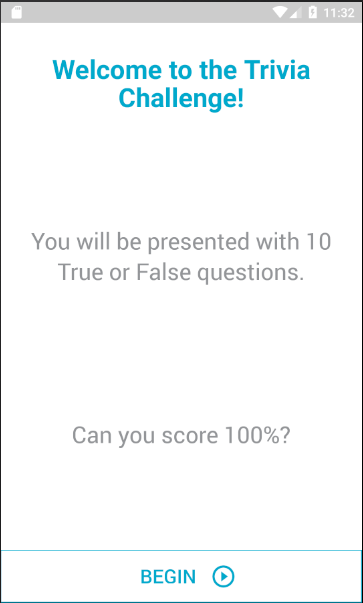 11:32
Welcome to the Trivia
Challenge!
You will be presented with 10
True or False questions.
Can you score 100%?
BEGIN